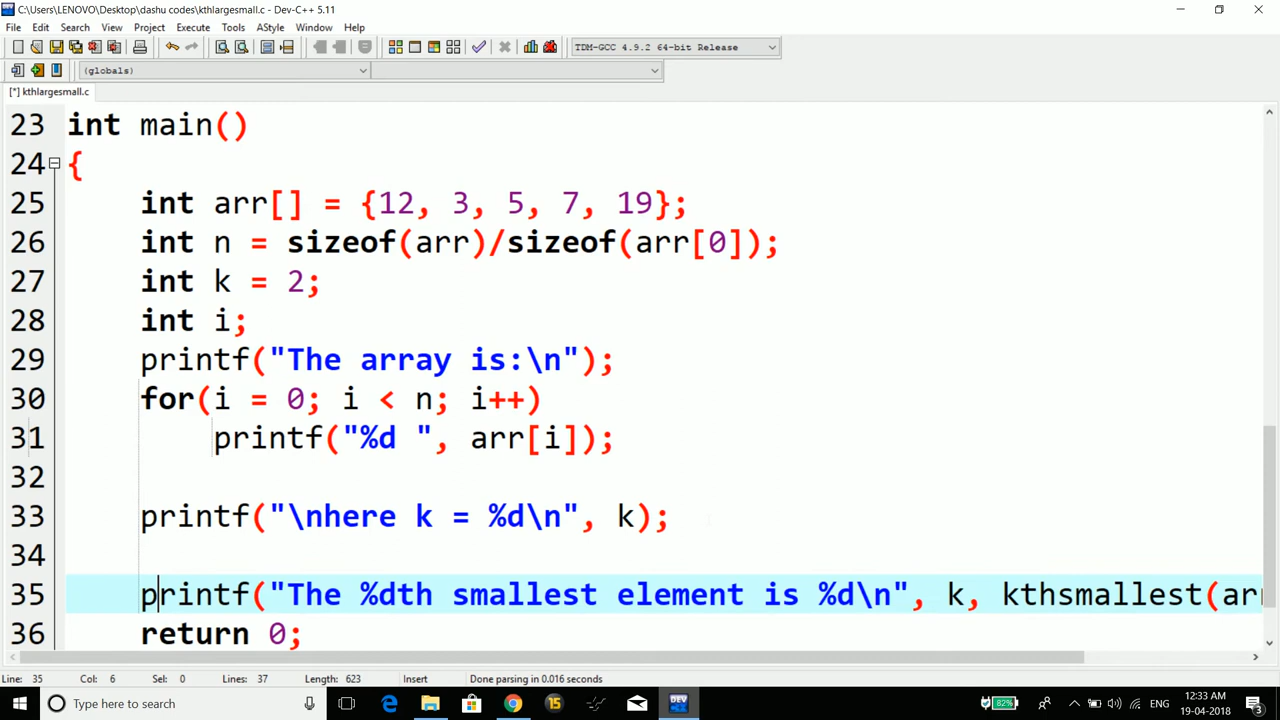 C:\Users\LENOVO\Desktop\dashu codes\kthlargesmall.c - Dev-C++ 5.11
File Edit Search View Project Execute Tools AStyle Window Help
TDM-GCC 4.9.2 64-bit Release
(globals)
[*] kthlargesmall.c
23 int main()
24 {
25 int arr[] = {12, 3, 5, 7, 19};
26 int n = sizeof(arr)/sizeof(arr[0]);
27 int k = 2;
28 int i;
29 printf("The array is:\n");
30 for(i = 0; i < n; i++)
31 printf("%d ", arr[i]);
32
33 printf("\nhere k = %d\n", k);
34
35 printf("The %dth smallest element is %d\n", k, kthsmallest(arr
36 return 0;
Line: 35 Col: 6 Sel: 0 Lines: 37 Length: 623 Insert Done parsing in 0.016 seconds
Type here to search
15
DEV
82%
ENG
12:33 AM
19-04-2018
3